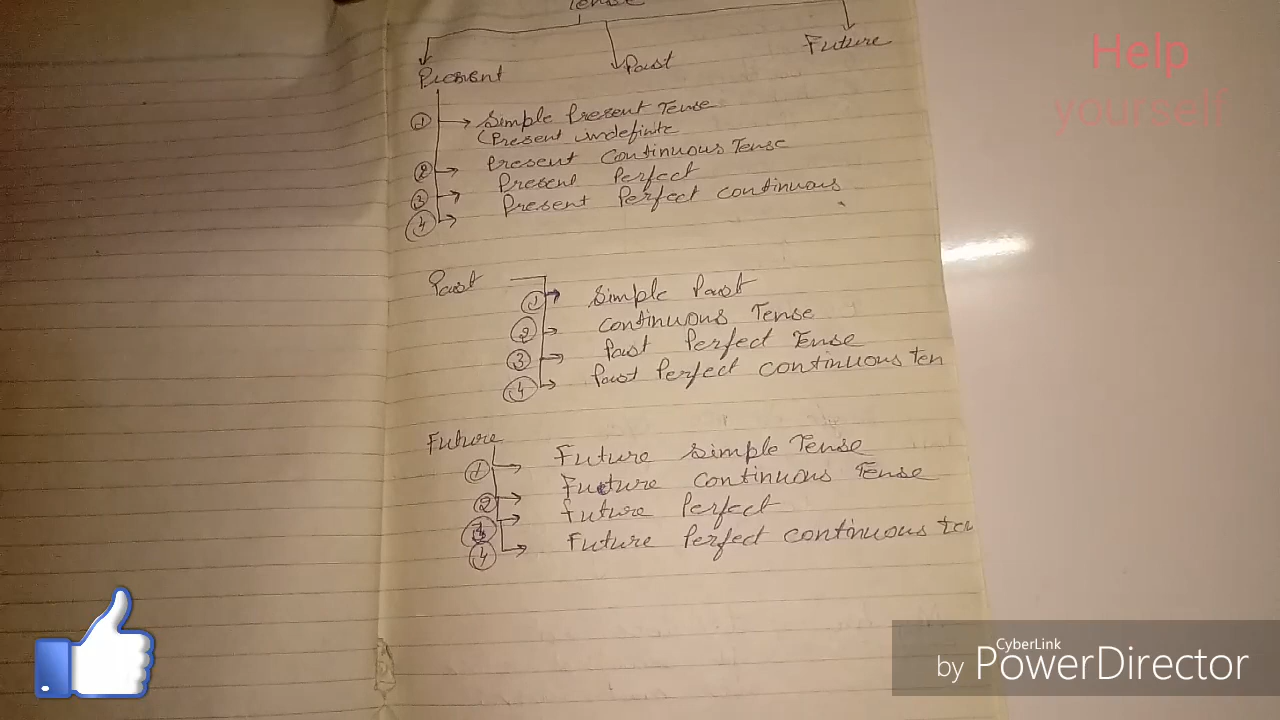 Tense
Present
Past
Future
① Simple Present Tense
(Present indefinite
② Present Continuous Tense
③ Present Perfect
④ Present Perfect continuous
Past
① Simple Past
② Continuous Tense
③ Past Perfect Tense
④ Past Perfect continuous ten
Future
① Future Simple Tense
② Future continuous Tense
③ Future Perfect
④ Future Perfect continuous ten
Help
yourself
CyberLink
by PowerDirector